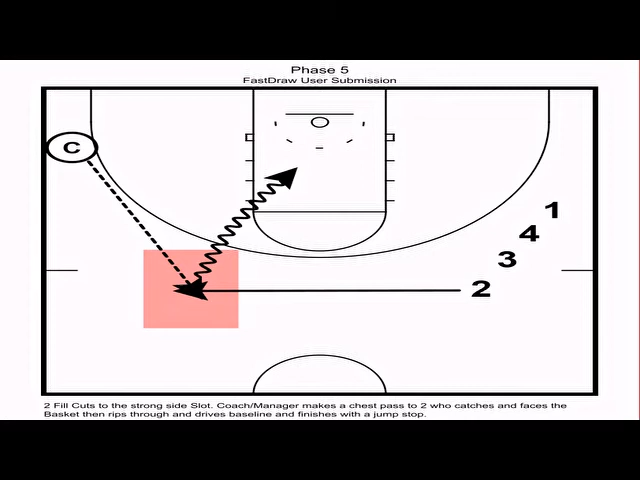 Phase 5
FastDraw User Submission
C
1
4
3
2
2 Fill Cuts to the strong side Slot. Coach/Manager makes a chest pass to 2 who catches and faces the
Basket then rips through and drives baseline and finishes with a jump stop.